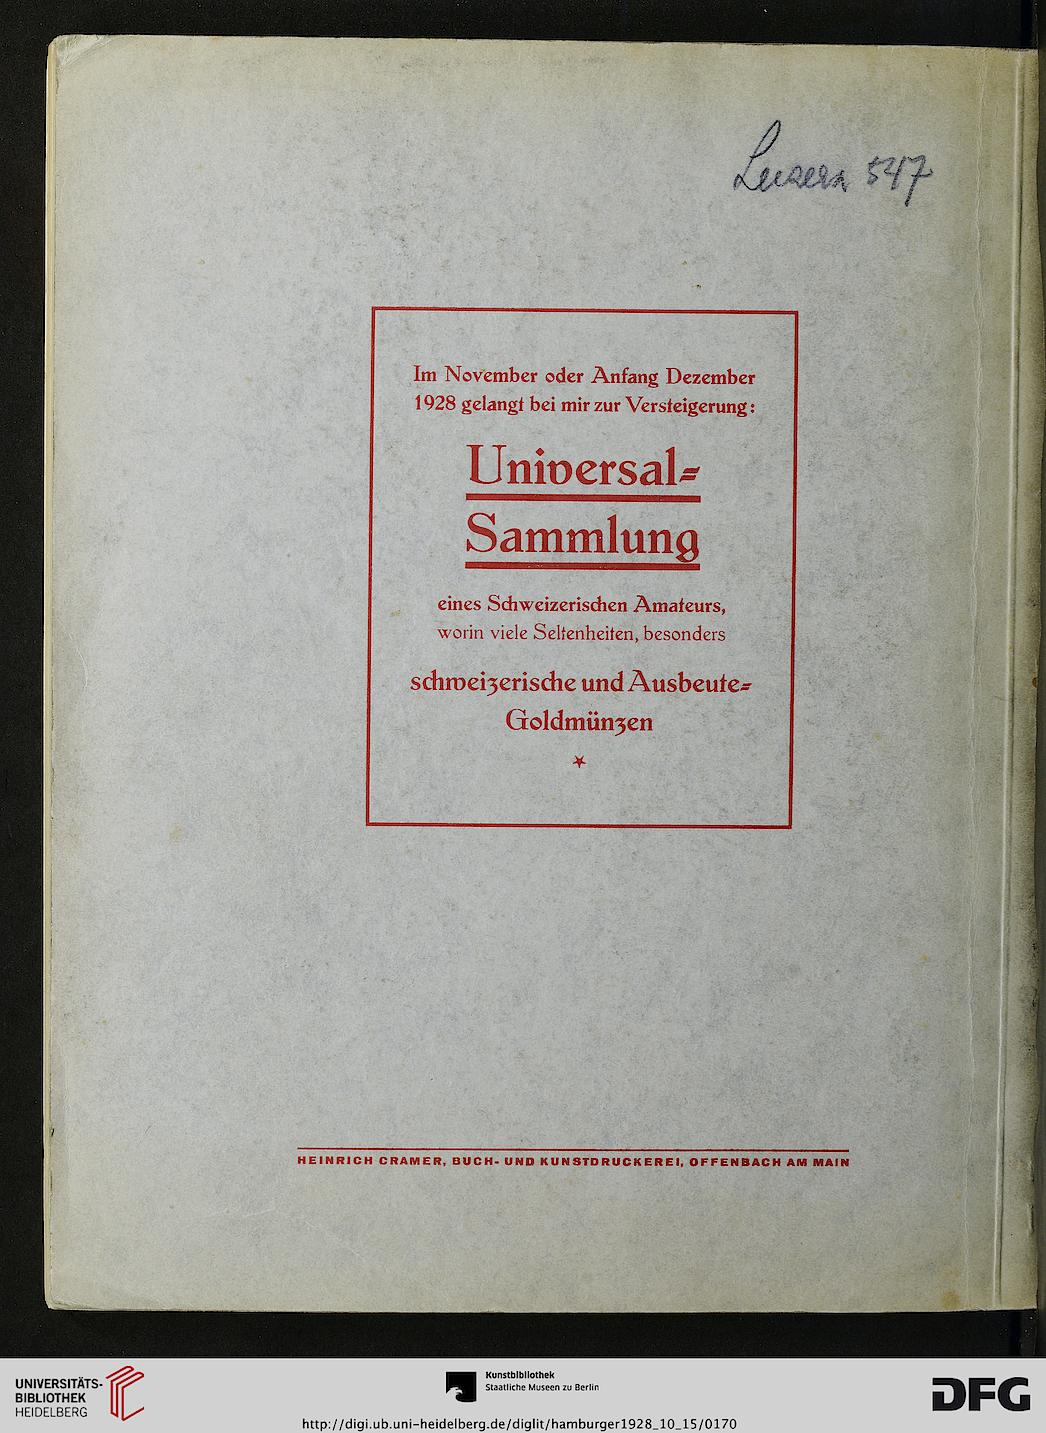 Luzern 547
Im November oder Anfang Dezember
1928 gelangt bei mir zur Versteigerung:
Universal-
Sammlung
eines Schweizerischen Amateurs,
worin viele Seltenheiten, besonders
schweizerische und Ausbeute-
Goldmünzen
HEINRICH CRAMER, BUCH- UND KUNSTDRUCKEREI, OFFENBACH AM MAIN
UNIVERSITÄTS-
BIBLIOTHEK
HEIDELBERG
Kunstbibliothek
Staatliche Museen zu Berlin
DFG
http://digi.ub.uni-heidelberg.de/diglit/hamburger1928_10_15/0170